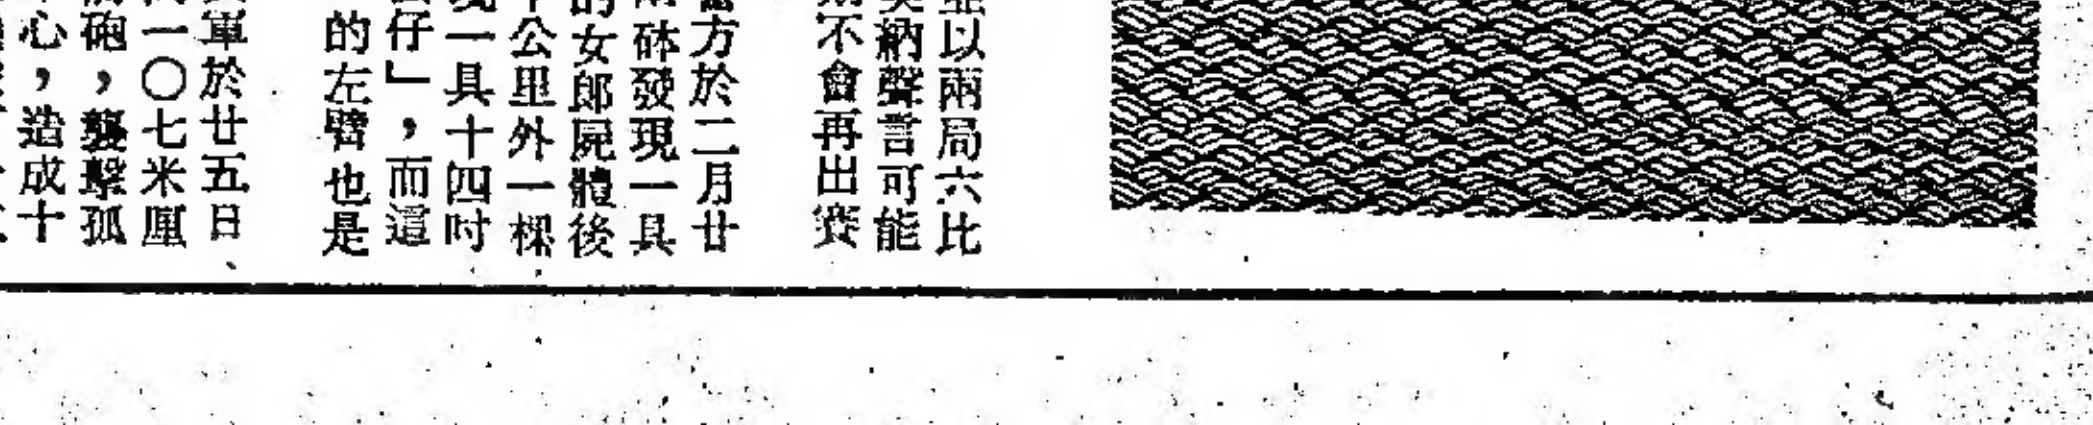 以兩局六比
納聲言可能
不會再出賽
方於二月廿
砵發現一具
的女郎屍體後
公里外一棵
一具十四吋
仔」，而這
的左臂也是
軍於廿五日
一〇七米厘
砲，襲擊孤
心，造成十